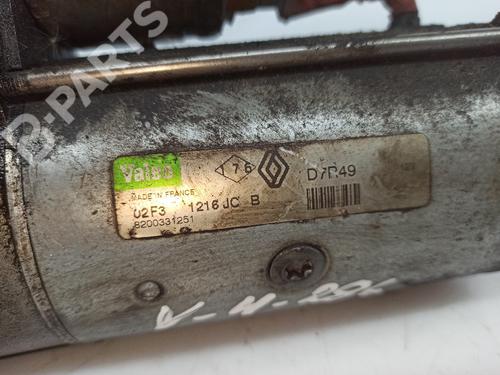 B-PARTS
Valeo
176
D7R49
MADE IN FRANCE
02F3 1216 JC B
8200331251